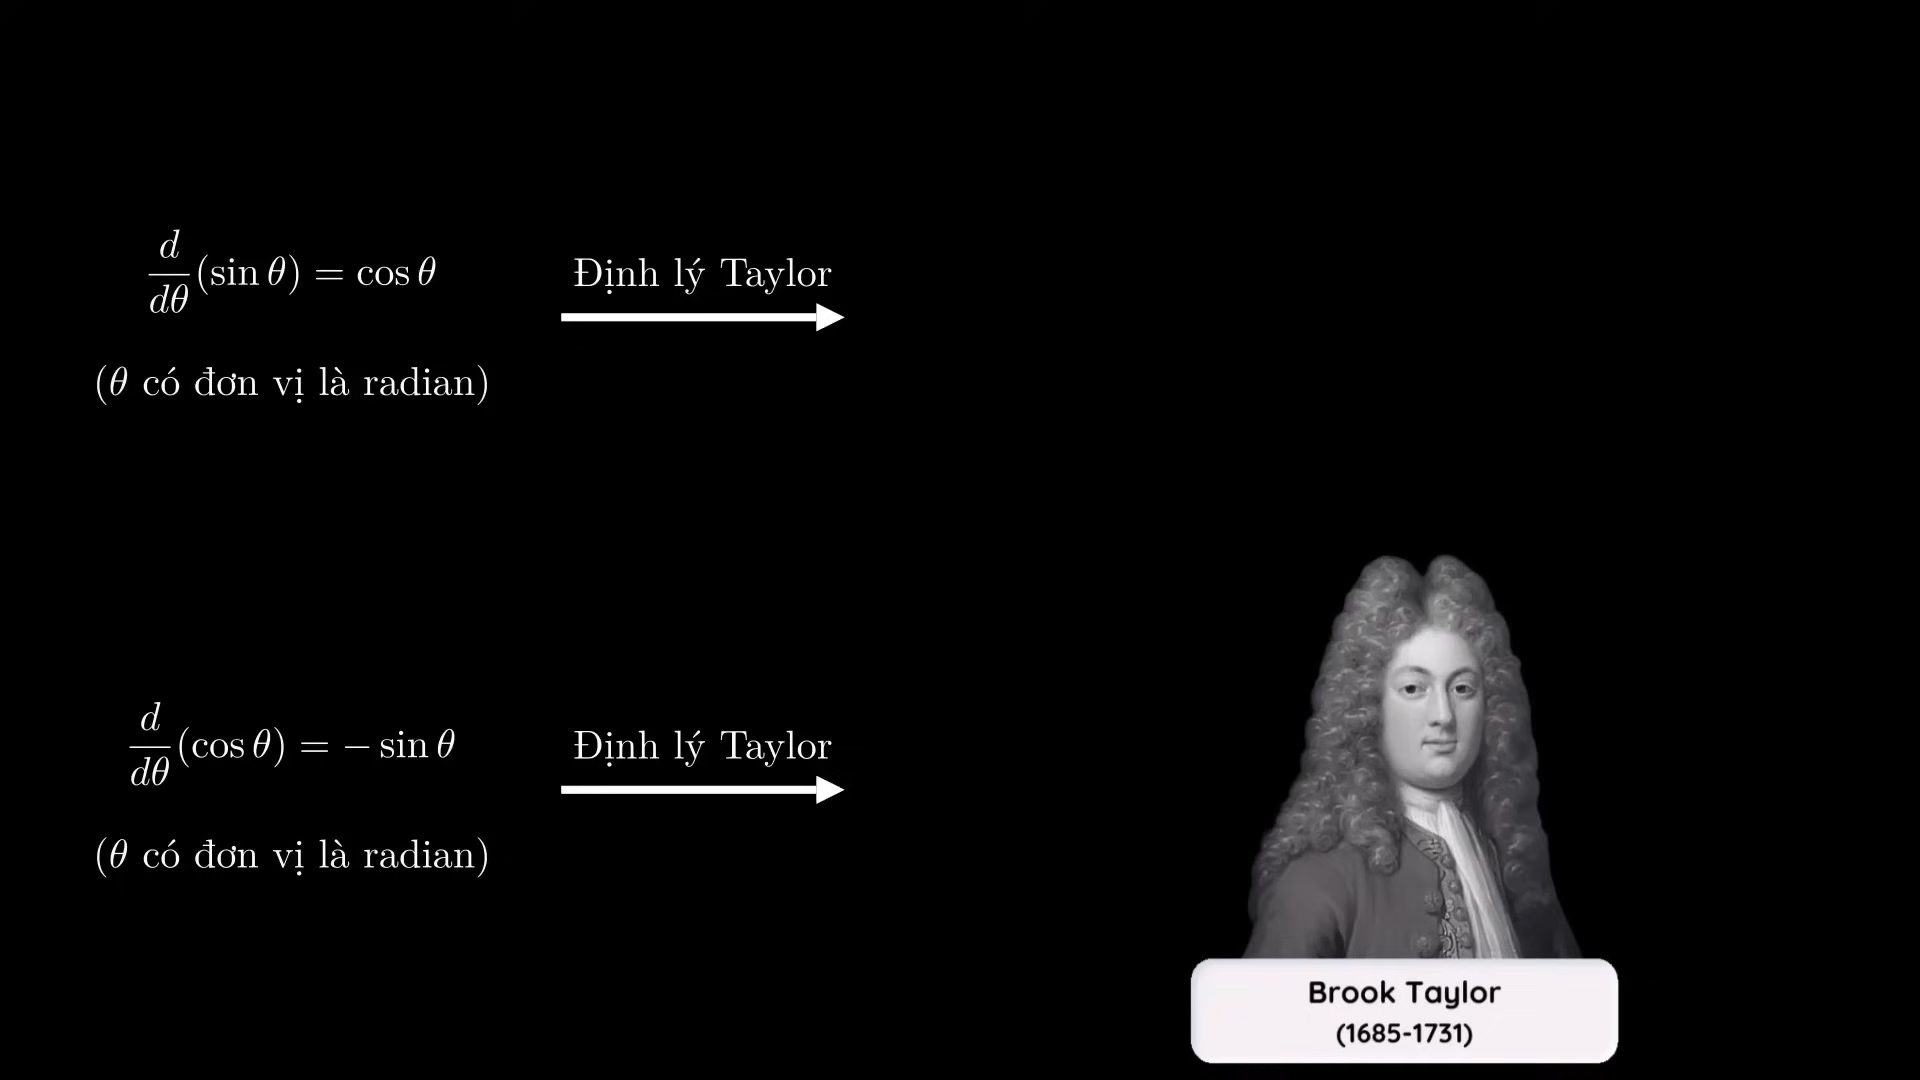 d/dθ (sin θ) = cos θ
Định lý Taylor
(θ có đơn vị là radian)
d/dθ (cos θ) = − sin θ
Định lý Taylor
(θ có đơn vị là radian)
Brook Taylor
(1685-1731)